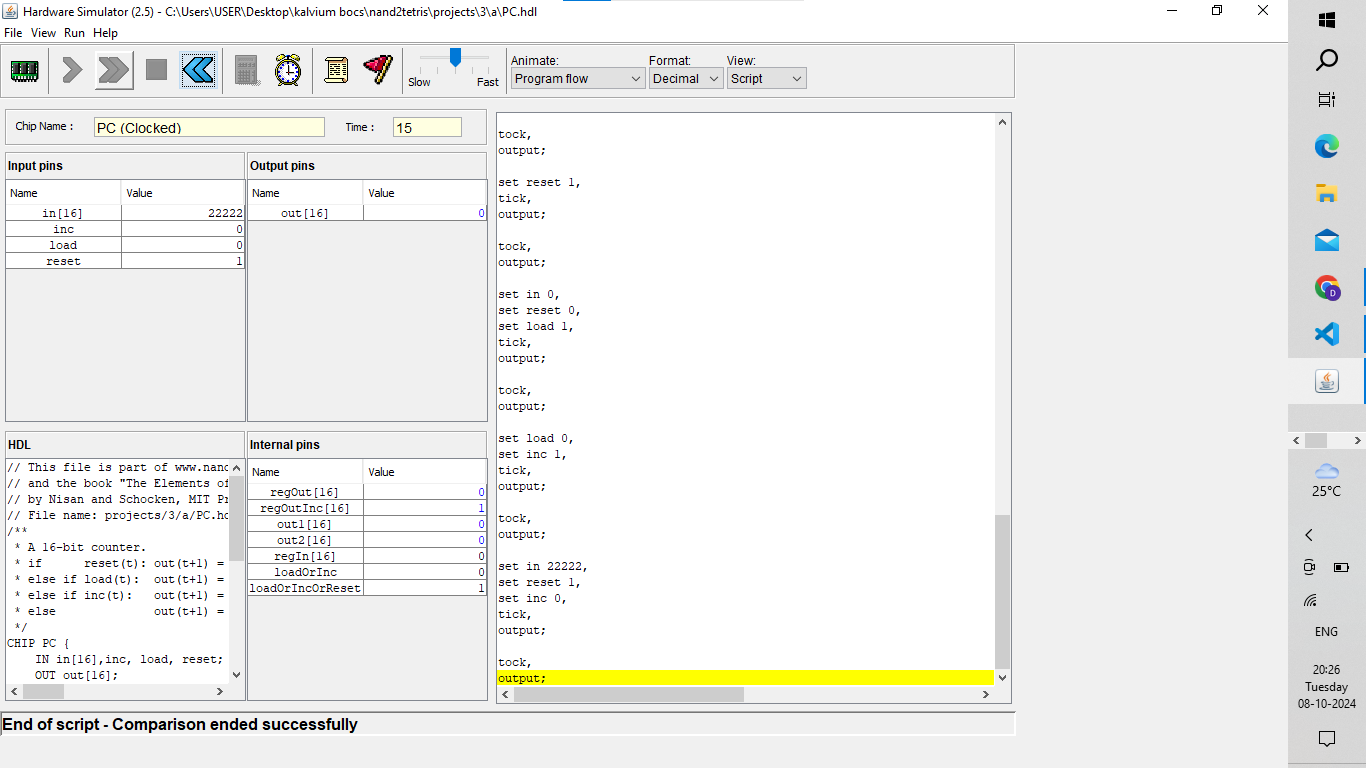 Hardware Simulator (2.5) - C:\Users\USER\Desktop\kalvium bocs\nand2tetris\projects\3\a\PC.hdl
File View Run Help
Slow
Fast
Animate:
Program flow
Format:
Decimal
View:
Script
Chip Name :
PC (Clocked)
Time :
15
Input pins
Name Value
in[16] 22222
inc 0
load 0
reset 1
Output pins
Name Value
out[16] 0
HDL
// This file is part of www.nand
// and the book "The Elements of
// by Nisan and Schocken, MIT Pr
// File name: projects/3/a/PC.hd
/**
* A 16-bit counter.
* if reset(t): out(t+1) =
* else if load(t): out(t+1) =
* else if inc(t): out(t+1) =
* else out(t+1) =
*/
CHIP PC {
IN in[16],inc, load, reset;
OUT out[16];
Internal pins
Name Value
regOut[16] 0
regOutInc[16] 1
out1[16] 0
out2[16] 0
regIn[16] 0
loadOrInc 0
loadOrIncOrReset 1
tock,
output;
set reset 1,
tick,
output;
tock,
output;
set in 0,
set reset 0,
set load 1,
tick,
output;
tock,
output;
set load 0,
set inc 1,
tick,
output;
tock,
output;
set in 22222,
set reset 1,
set inc 0,
tick,
output;
tock,
output;
End of script - Comparison ended successfully
D
25°C
ENG
20:26
Tuesday
08-10-2024